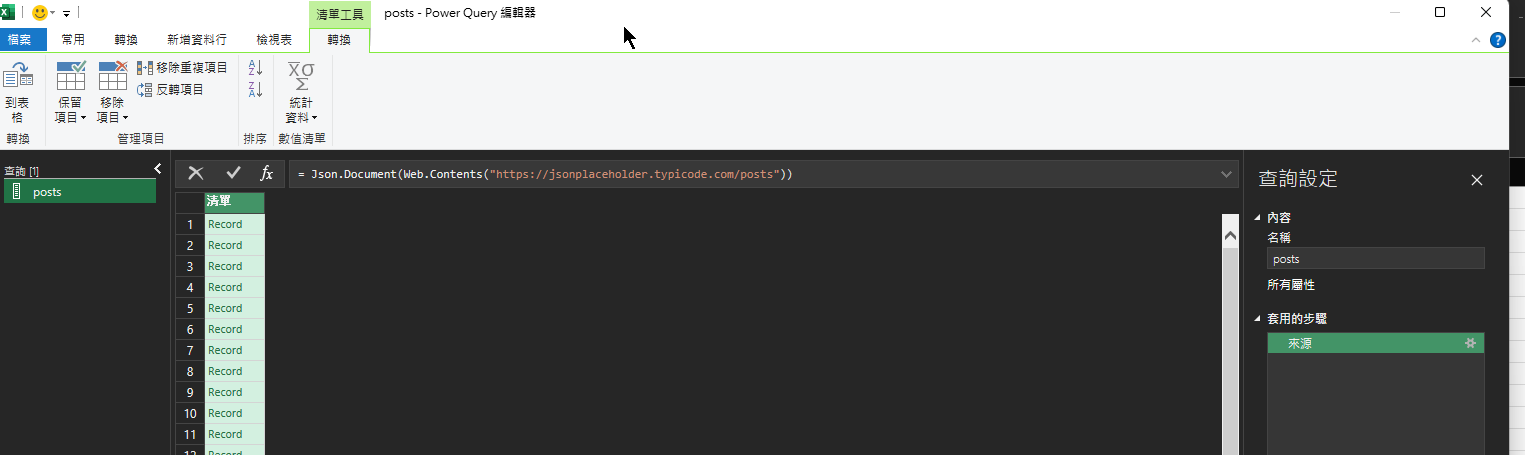 清單工具
posts - Power Query 編輯器
檔案
常用
轉換
新增資料行
檢視表
轉換
到表
格
保留
項目
移除
項目
移除重複項目
反轉項目
統計
資料
轉換
管理項目
排序
數值清單
查詢 [1]
posts
= Json.Document(Web.Contents("https://jsonplaceholder.typicode.com/posts"))
清單
1 Record
2 Record
3 Record
4 Record
5 Record
6 Record
7 Record
8 Record
9 Record
10 Record
11 Record
12 Record
查詢設定
內容
名稱
posts
所有屬性
套用的步驟
來源